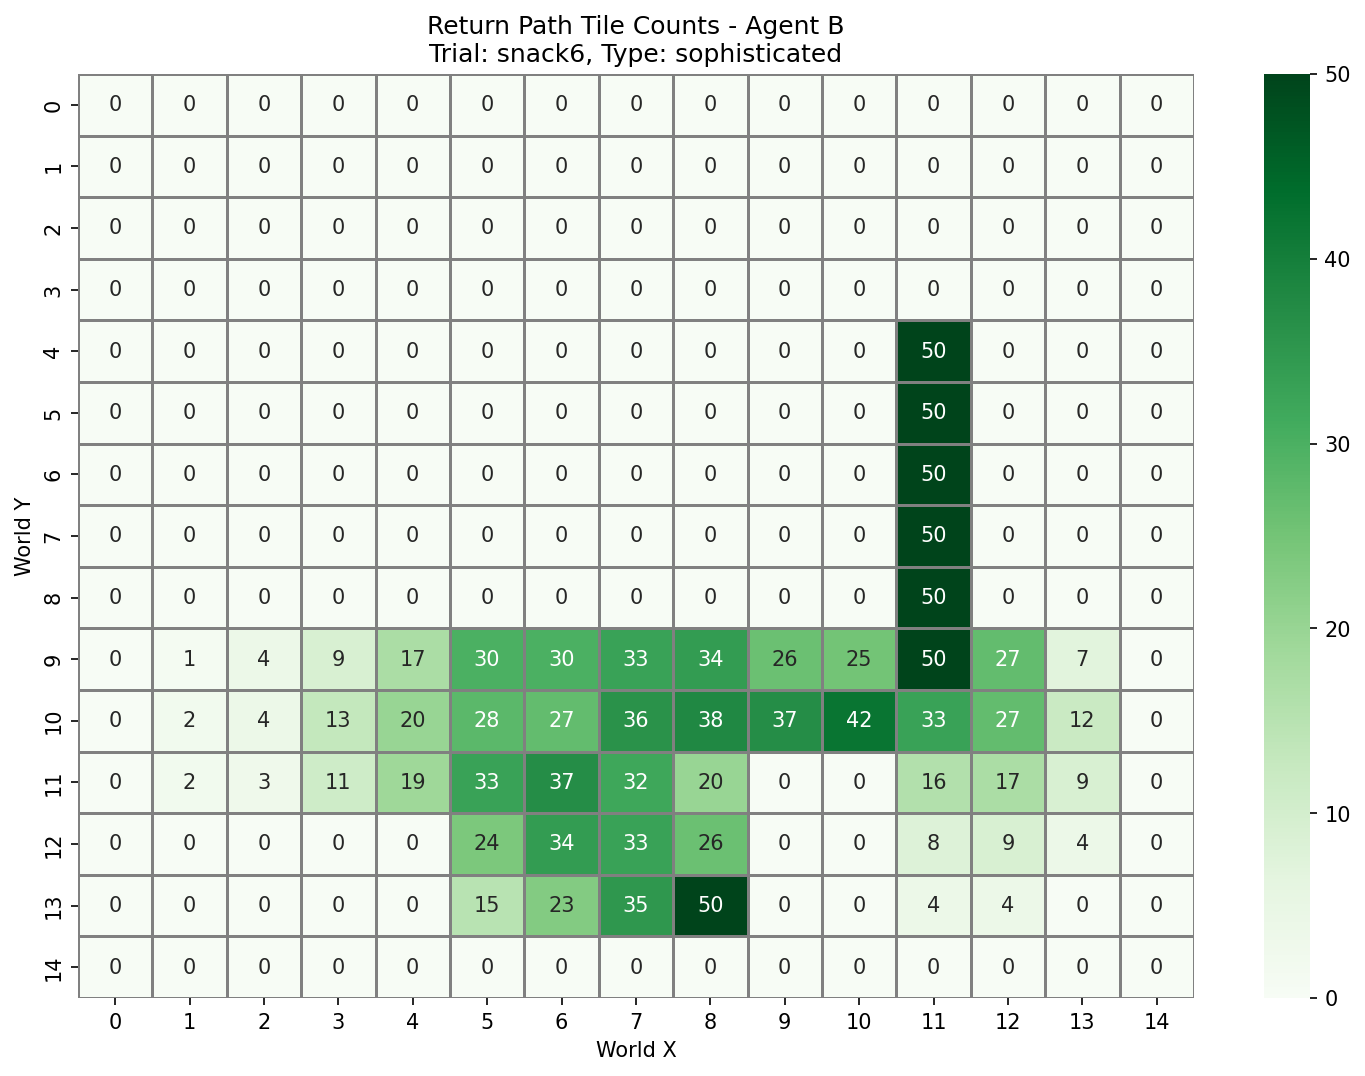 Return Path Tile Counts - Agent B
Trial: snack6, Type: sophisticated
0 0 0 0 0 0 0 0 0 0 0 0 0 0 0 0
1 0 0 0 0 0 0 0 0 0 0 0 0 0 0 0
2 0 0 0 0 0 0 0 0 0 0 0 0 0 0 0
3 0 0 0 0 0 0 0 0 0 0 0 0 0 0 0
4 0 0 0 0 0 0 0 0 0 0 0 50 0 0 0
5 0 0 0 0 0 0 0 0 0 0 0 50 0 0 0
6 0 0 0 0 0 0 0 0 0 0 0 50 0 0 0
7 0 0 0 0 0 0 0 0 0 0 0 50 0 0 0
8 0 0 0 0 0 0 0 0 0 0 0 50 0 0 0
9 0 1 4 9 17 30 30 33 34 26 25 50 27 7 0
10 0 2 4 13 20 28 27 36 38 37 42 33 27 12 0
11 0 2 3 11 19 33 37 32 20 0 0 16 17 9 0
12 0 0 0 0 0 24 34 33 26 0 0 8 9 4 0
13 0 0 0 0 0 15 23 35 50 0 0 4 4 0 0
14 0 0 0 0 0 0 0 0 0 0 0 0 0 0 0
0 1 2 3 4 5 6 7 8 9 10 11 12 13 14
World X
World Y
50
40
30
20
10
0